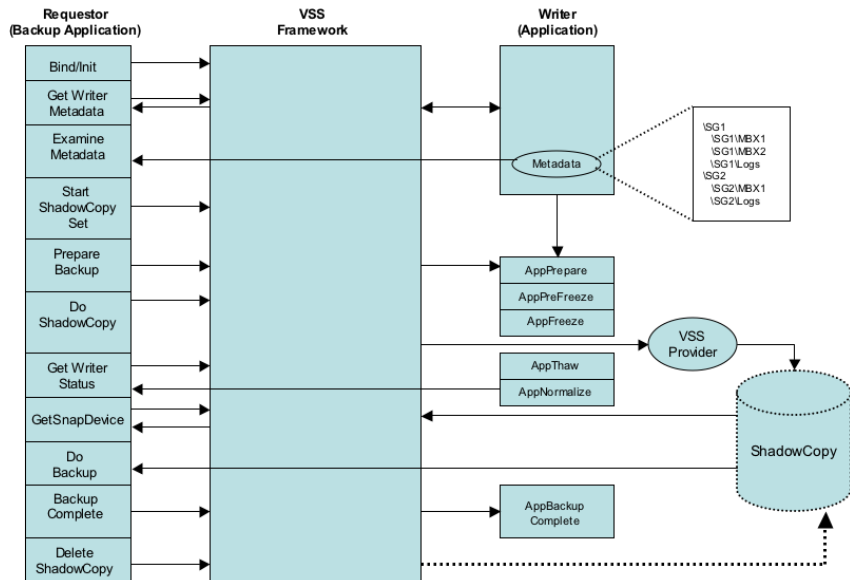 Requestor
(Backup Application)
VSS
Framework
Writer
(Application)
Bind/Init
Get Writer
Metadata
Examine
Metadata
Start
ShadowCopy
Set
Prepare
Backup
Do
ShadowCopy
Get Writer
Status
GetSnapDevice
Do
Backup
Backup
Complete
Delete
ShadowCopy
Metadata
\SG1
\SG1\MBX1
\SG1\MBX2
\SG1\Logs
\SG2
\SG2\MBX1
\SG2\Logs
AppPrepare
AppPreFreeze
AppFreeze
VSS
Provider
AppThaw
AppNormalize
ShadowCopy
AppBackup
Complete